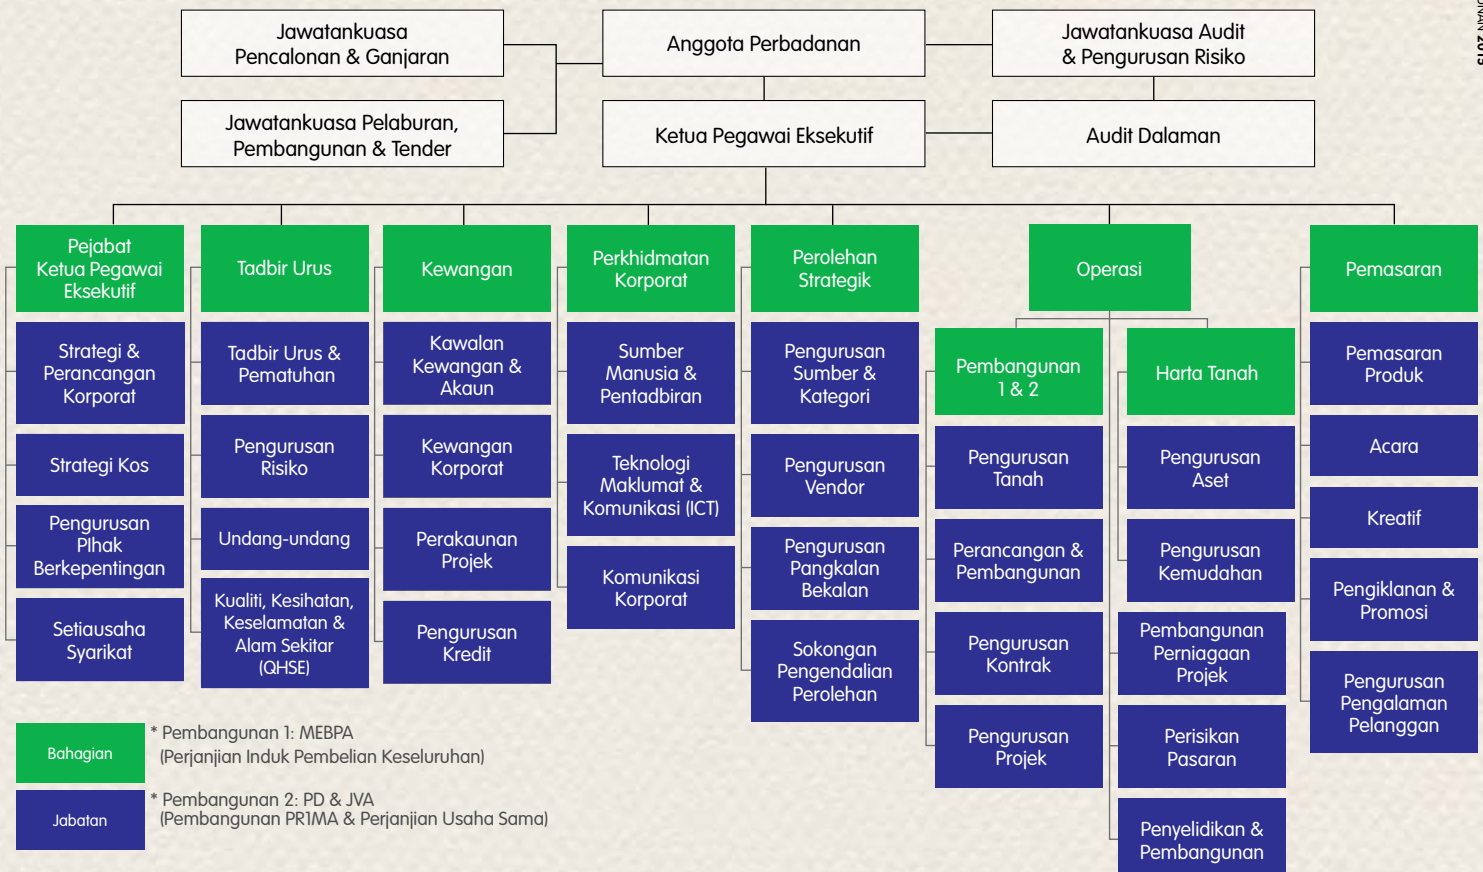 Jawatankuasa
Pencalonan & Ganjaran
Anggota Perbadanan
Jawatankuasa Audit
& Pengurusan Risiko
Jawatankuasa Pelaburan,
Pembangunan & Tender
Ketua Pegawai Eksekutif
Audit Dalaman
Pejabat
Ketua Pegawai
Eksekutif
Strategi &
Perancangan
Korporat
Strategi Kos
Pengurusan
PIhak
Berkepentingan
Setiausaha
Syarikat
Tadbir Urus
Tadbir Urus &
Pematuhan
Pengurusan
Risiko
Undang-undang
Kualiti, Kesihatan,
Keselamatan &
Alam Sekitar
(QHSE)
Kewangan
Kawalan
Kewangan &
Akaun
Kewangan
Korporat
Perakaunan
Projek
Pengurusan
Kredit
Perkhidmatan
Korporat
Sumber
Manusia &
Pentadbiran
Teknologi
Maklumat &
Komunikasi (ICT)
Komunikasi
Korporat
Perolehan
Strategik
Pengurusan
Sumber &
Kategori
Pengurusan
Vendor
Pengurusan
Pangkalan
Bekalan
Sokongan
Pengendalian
Perolehan
Operasi
Pembangunan
1 & 2
Pengurusan
Tanah
Perancangan &
Pembangunan
Pengurusan
Kontrak
Pengurusan
Projek
Harta Tanah
Pengurusan
Aset
Pengurusan
Kemudahan
Pembangunan
Perniagaan
Projek
Perisikan
Pasaran
Penyelidikan &
Pembangunan
Pemasaran
Pemasaran
Produk
Acara
Kreatif
Pengiklanan &
Promosi
Pengurusan
Pengalaman
Pelanggan
Bahagian
* Pembangunan 1: MEBPA
(Perjanjian Induk Pembelian Keseluruhan)
Jabatan
* Pembangunan 2: PD & JVA
(Pembangunan PR1MA & Perjanjian Usaha Sama)